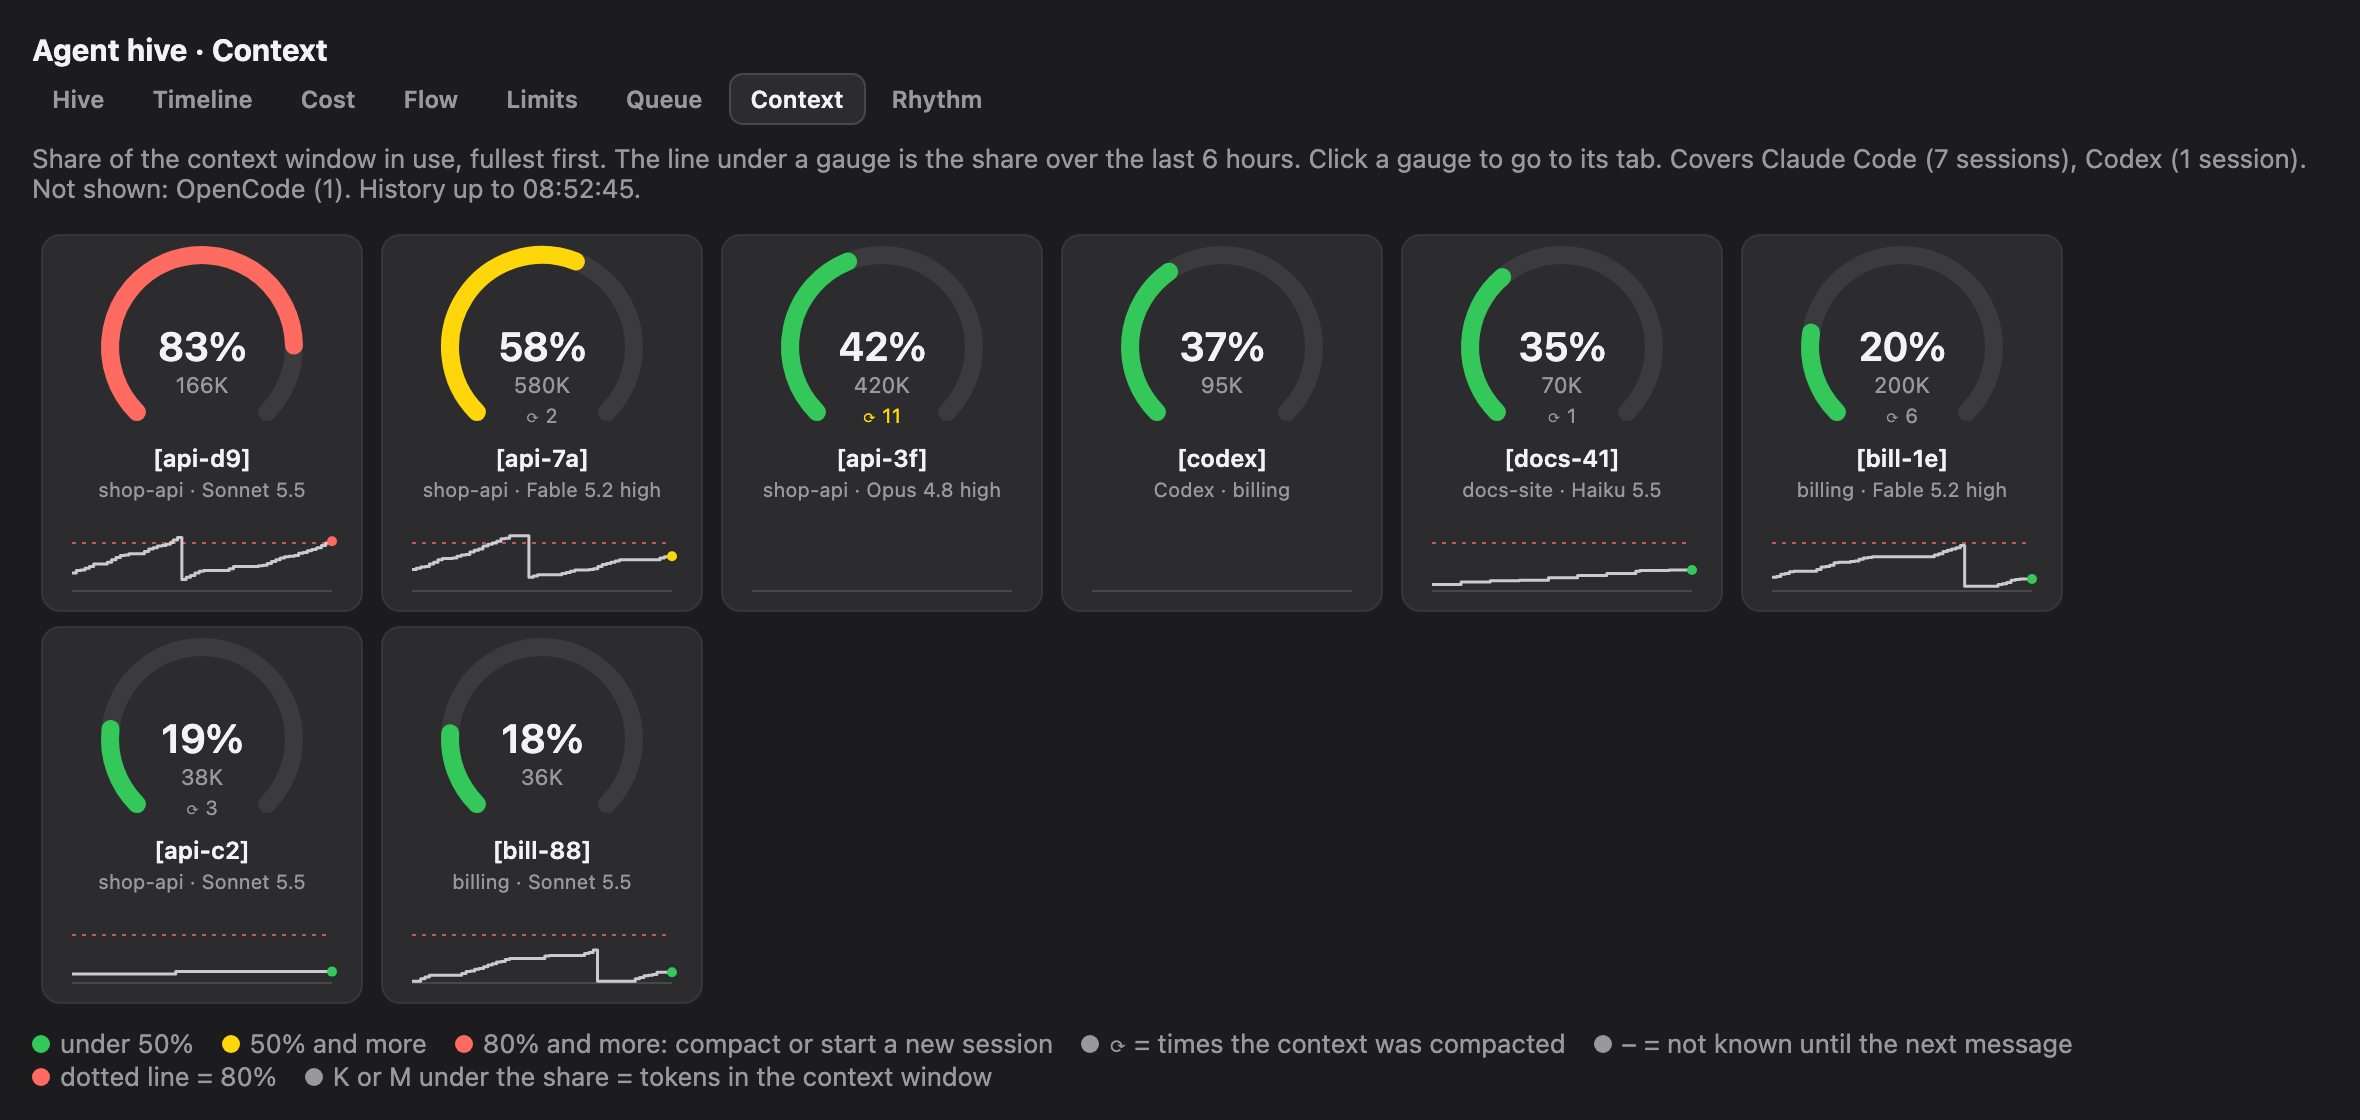 Agent hive · Context
Hive Timeline Cost Flow Limits Queue Context Rhythm
Share of the context window in use, fullest first. The line under a gauge is the share over the last 6 hours. Click a gauge to go to its tab. Covers Claude Code (7 sessions), Codex (1 session).
Not shown: OpenCode (1). History up to 08:52:45.
83%
166K
[api-d9]
shop-api · Sonnet 5.5
58%
580K
⟳ 2
[api-7a]
shop-api · Fable 5.2 high
42%
420K
⟳ 11
[api-3f]
shop-api · Opus 4.8 high
37%
95K
[codex]
Codex · billing
35%
70K
⟳ 1
[docs-41]
docs-site · Haiku 5.5
20%
200K
⟳ 6
[bill-1e]
billing · Fable 5.2 high
19%
38K
⟳ 3
[api-c2]
shop-api · Sonnet 5.5
18%
36K
[bill-88]
billing · Sonnet 5.5
under 50% 50% and more 80% and more: compact or start a new session ⟳ = times the context was compacted – = not known until the next message
dotted line = 80% K or M under the share = tokens in the context window